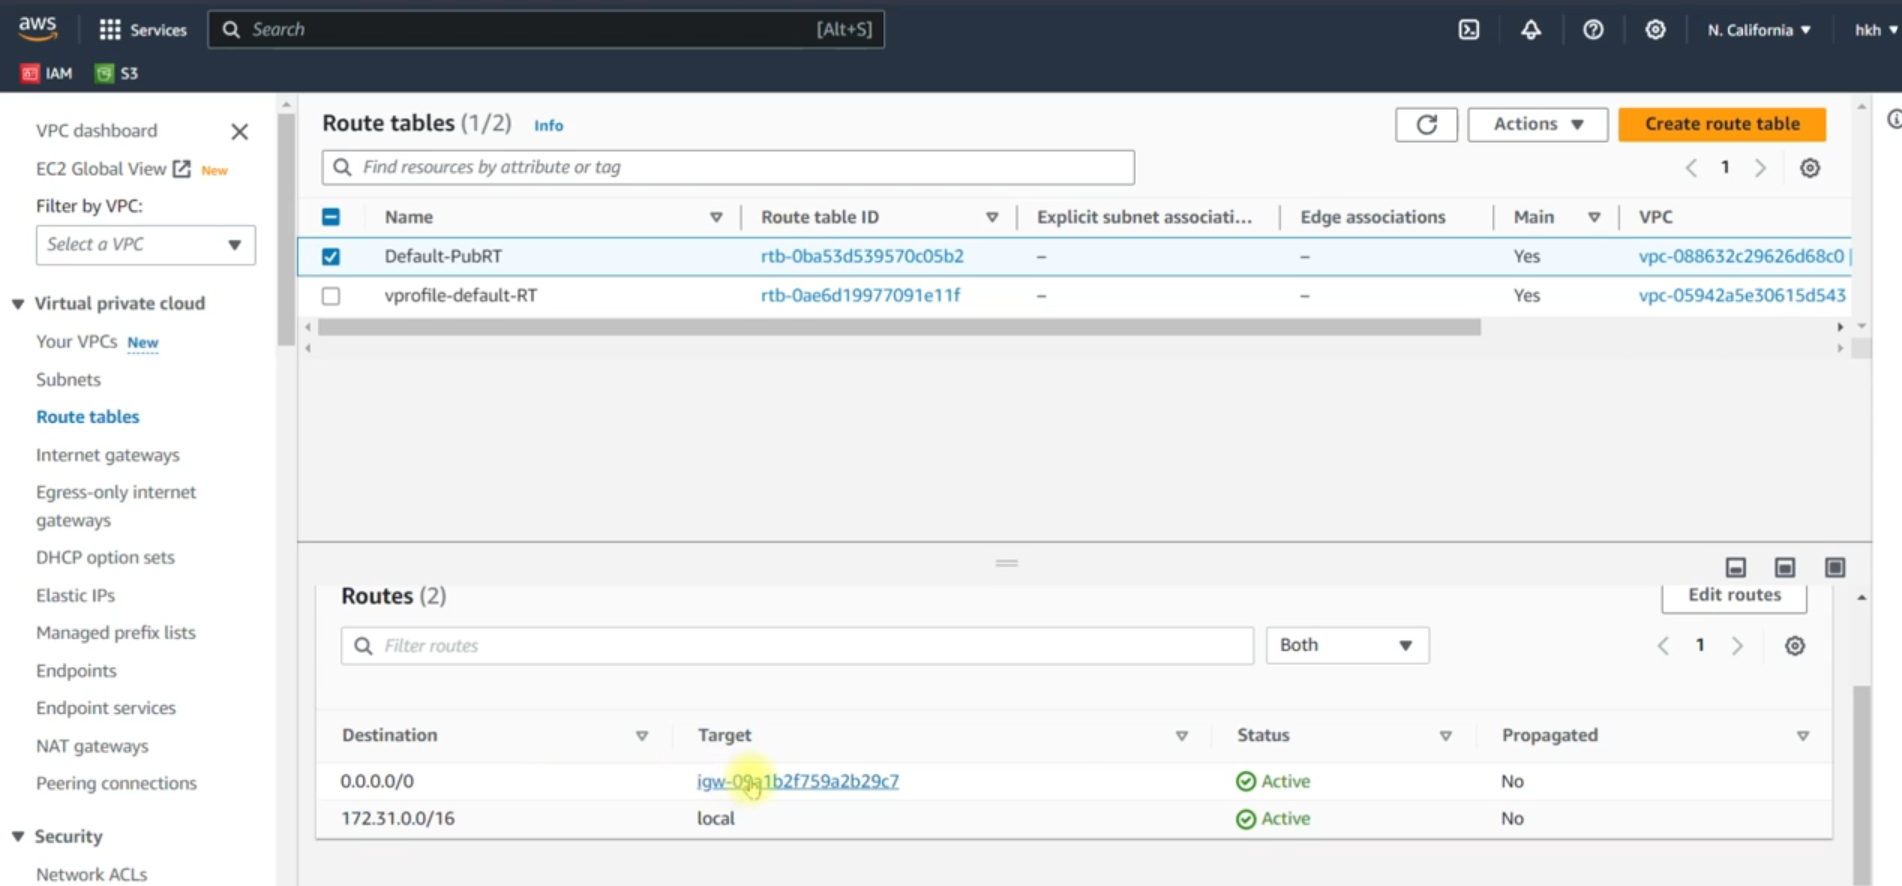 aws
Services
Search
[Alt+S]
N. California
hkh
IAM
S3
VPC dashboard
EC2 Global View New
Filter by VPC:
Select a VPC
Virtual private cloud
Your VPCs New
Subnets
Route tables
Internet gateways
Egress-only internet
gateways
DHCP option sets
Elastic IPs
Managed prefix lists
Endpoints
Endpoint services
NAT gateways
Peering connections
Security
Network ACLs
Route tables (1/2) Info
Actions
Create route table
Find resources by attribute or tag
1
Name Route table ID Explicit subnet associati... Edge associations Main VPC
Default-PubRT rtb-0ba53d539570c05b2 – – Yes vpc-088632c29626d68c0 |
vprofile-default-RT rtb-0ae6d19977091e11f – – Yes vpc-05942a5e30615d543
Routes (2)
Edit routes
Filter routes
Both
1
Destination Target Status Propagated
0.0.0.0/0 igw-09a1b2f759a2b29c7 Active No
172.31.0.0/16 local Active No